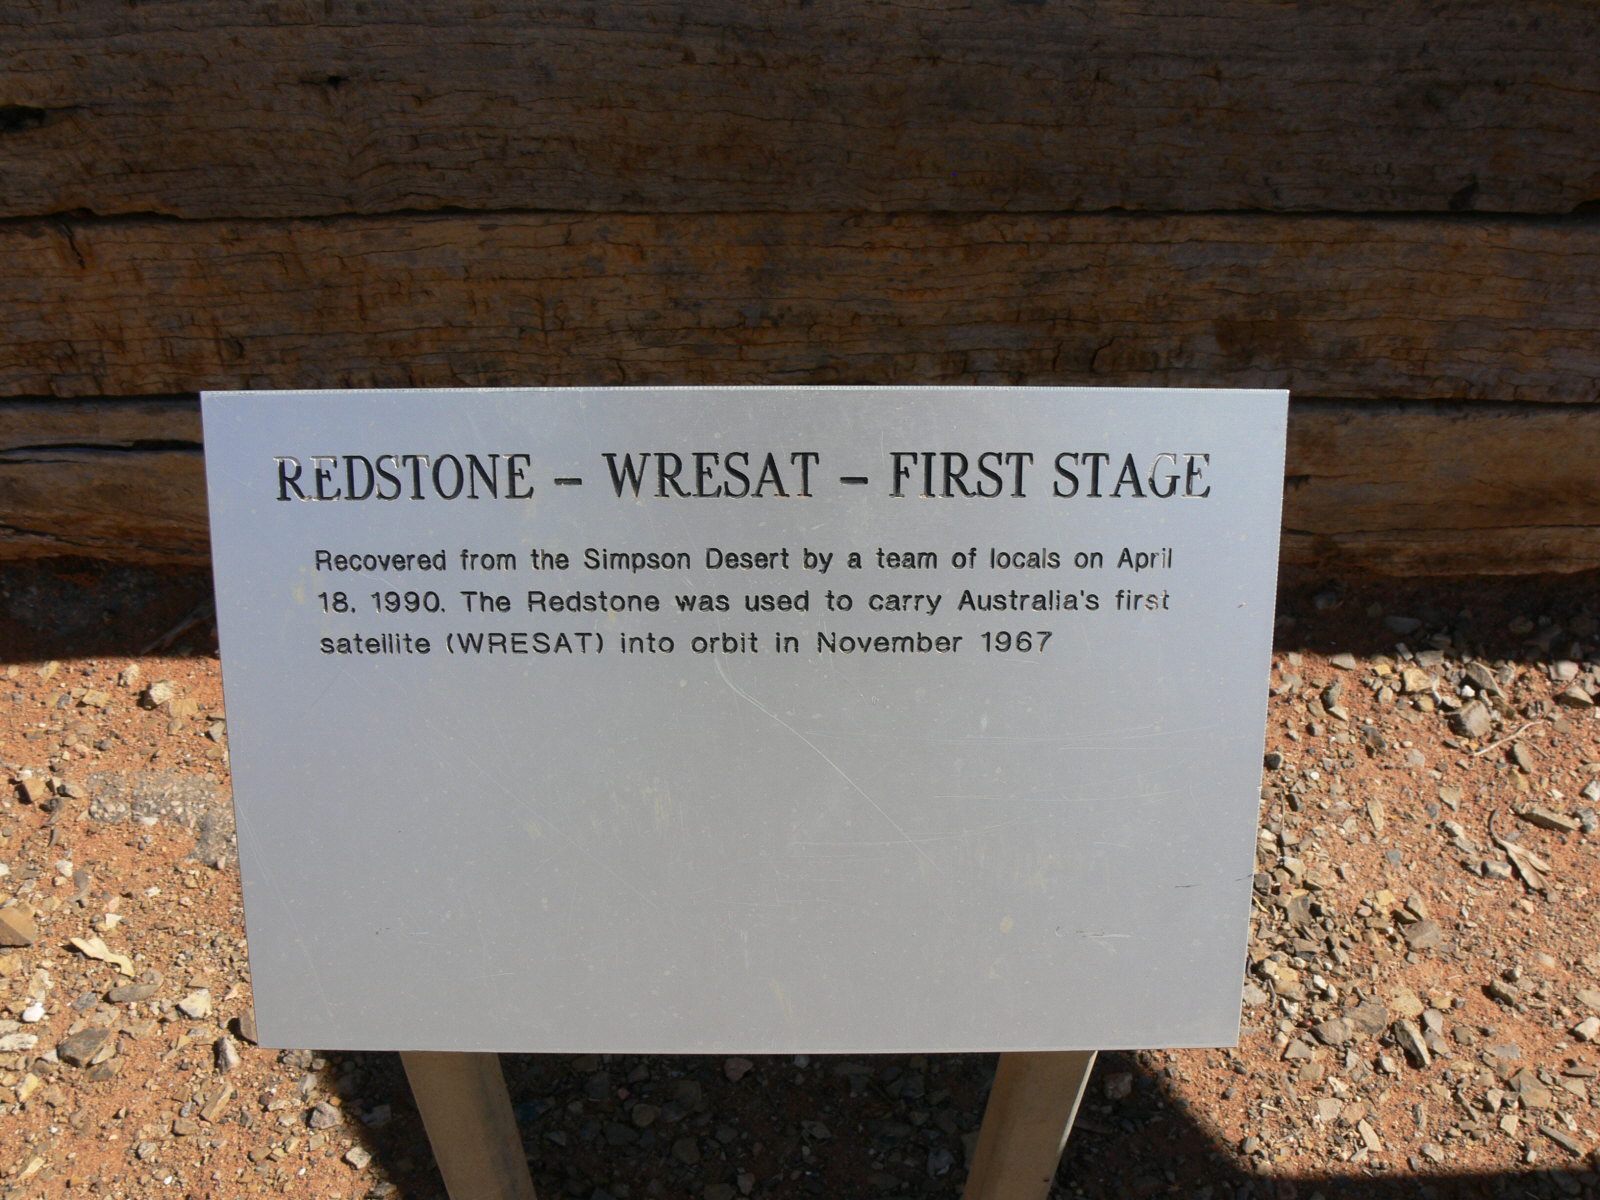 REDSTONE – WRESAT – FIRST STAGE
Recovered from the Simpson Desert by a team of locals on April
18, 1990. The Redstone was used to carry Australia's first
satellite (WRESAT) into orbit in November 1967